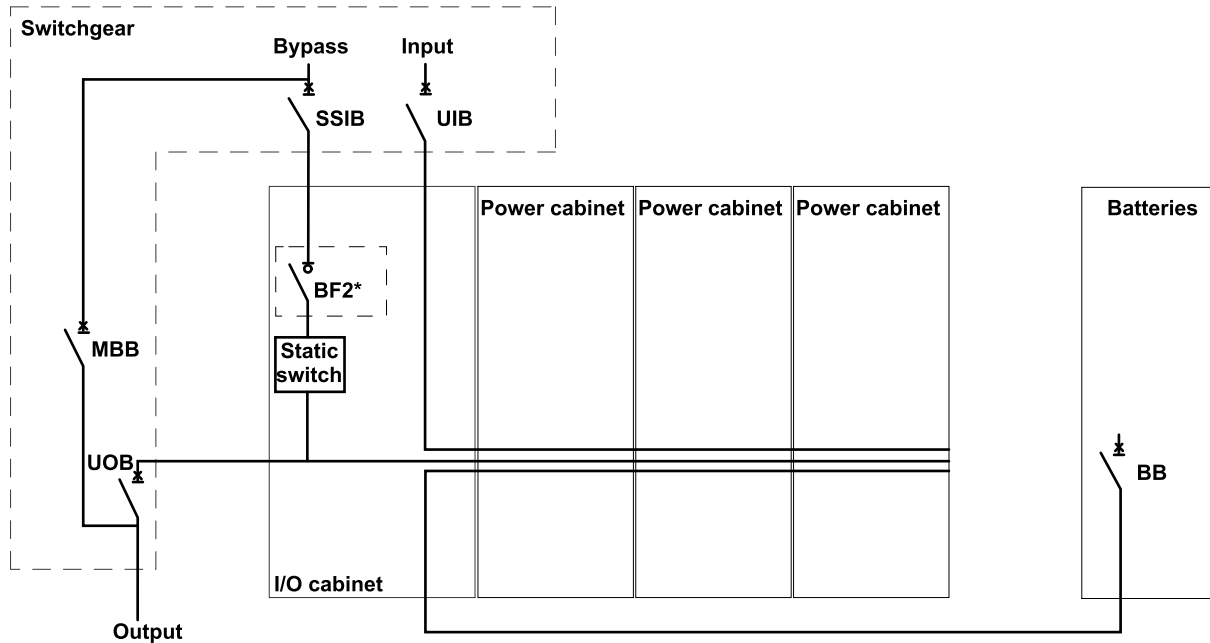 Switchgear
Bypass
Input
SSIB
UIB
Power cabinet
Power cabinet
Power cabinet
Batteries
BF2*
MBB
Static
switch
UOB
BB
I/O cabinet
Output